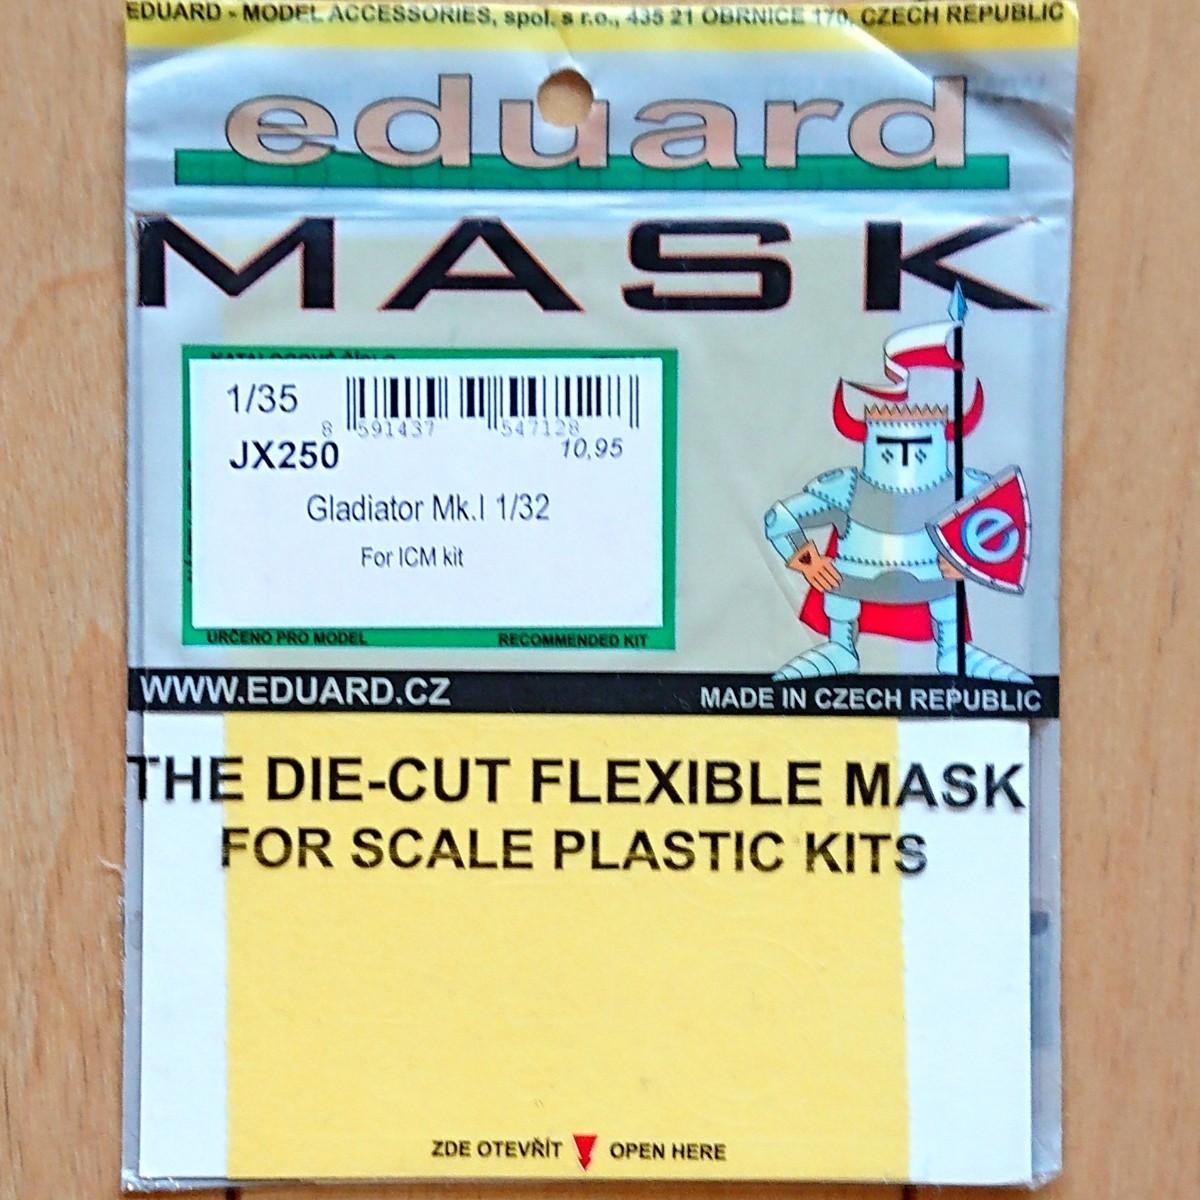 EDUARD - MODEL ACCESSORIES, spol. s r.o., 435 21 OBRNICE 170, CZECH REPUBLIC
eduard
MASK
KATALOGOVÉ ČÍSLO
1/35
8 591437 547128
JX250
10,95
Gladiator Mk.I 1/32
For ICM kit
URČENO PRO MODEL RECOMMENDED KIT
e
WWW.EDUARD.CZ
MADE IN CZECH REPUBLIC
THE DIE-CUT FLEXIBLE MASK
FOR SCALE PLASTIC KITS
ZDE OTEVŘÍT OPEN HERE